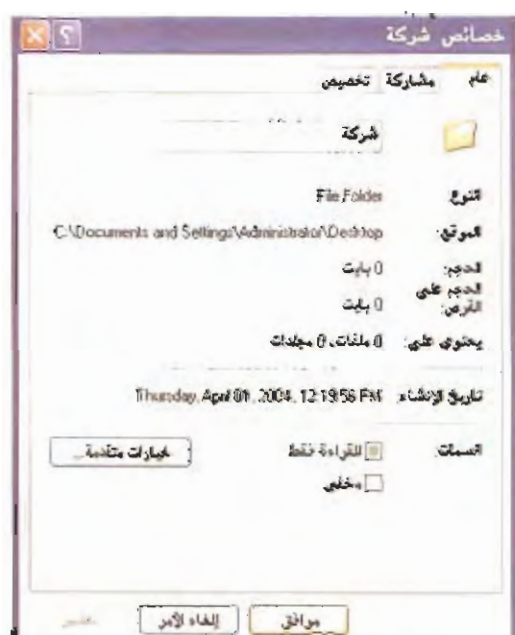 خصائص شركة
عام مشاركة تخصيص
شركة
النوع: File Folder
الموقع: C:\Documents and Settings\Administrator\Desktop
الحجم: 0 بايت
الحجم على القرص: 0 بايت
يحتوي على: 0 ملفات، 0 مجلدات
تاريخ الإنشاء: Thursday, April 01, 2004, 12:19:56 PM
السمات: للقراءة فقط خيارات متقدمة...
مخفي
موافق إلغاء الأمر